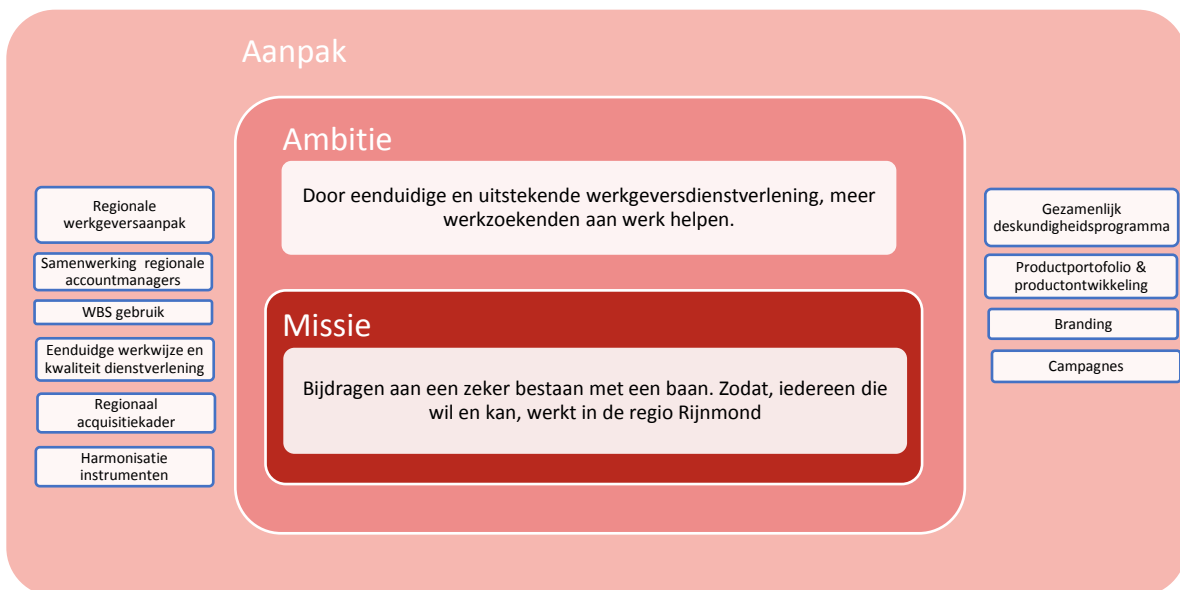 Aanpak
Ambitie
Door eenduidige en uitstekende werkgeversdienstverlening, meer
werkzoekenden aan werk helpen.
Missie
Bijdragen aan een zeker bestaan met een baan. Zodat, iedereen die
wil en kan, werkt in de regio Rijnmond
Regionale
werkgeversaanpak
Samenwerking regionale
accountmanagers
WBS gebruik
Eenduidge werkwijze en
kwaliteit dienstverlening
Regionaal
acquisitiekader
Harmonisatie
instrumenten
Gezamenlijk
deskundigheidsprogramma
Productportofolio &
productontwikkeling
Branding
Campagnes